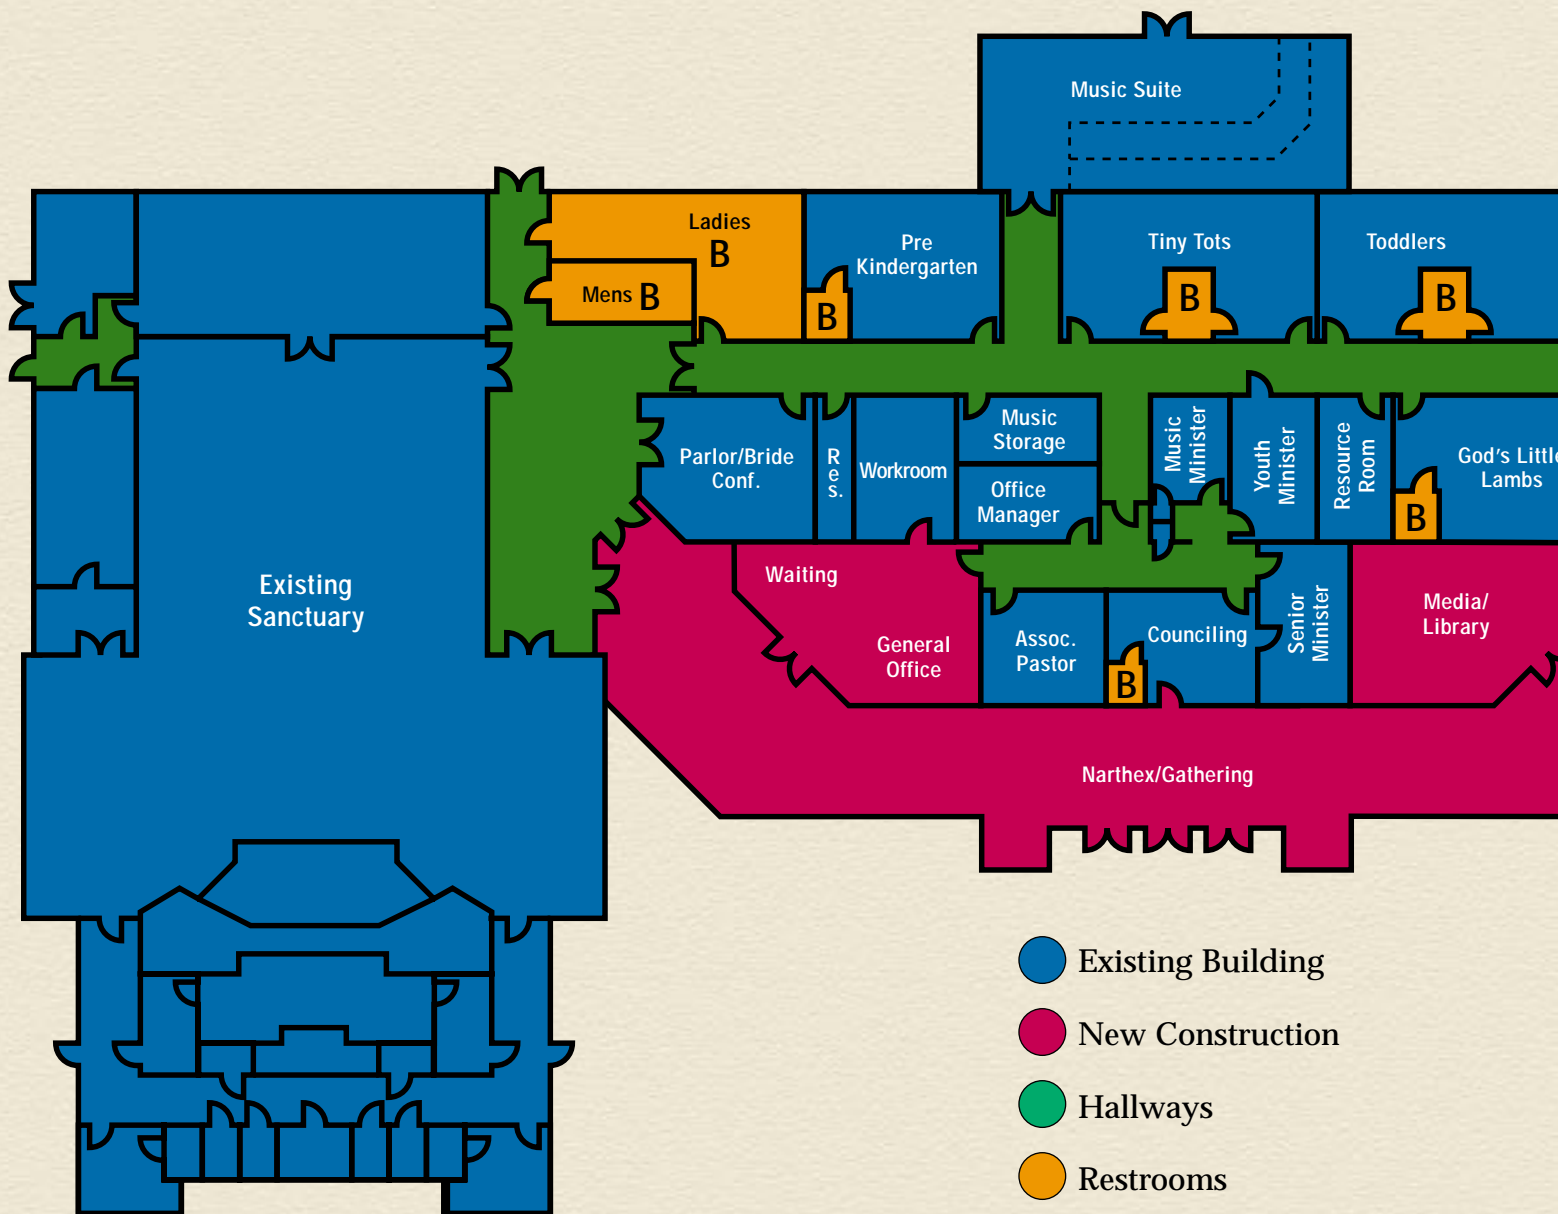 Music Suite
Ladies
B
Mens B
Pre
Kindergarten
B
Tiny Tots
B
Toddlers
B
Parlor/Bride
Conf.
Res.
Workroom
Music
Storage
Office
Manager
Music
Minister
Youth
Minister
Resource
Room
God's Little
Lambs
B
Existing
Sanctuary
Waiting
General
Office
Assoc.
Pastor
Counciling
B
Senior
Minister
Media/
Library
Narthex/Gathering
Existing Building
New Construction
Hallways
Restrooms